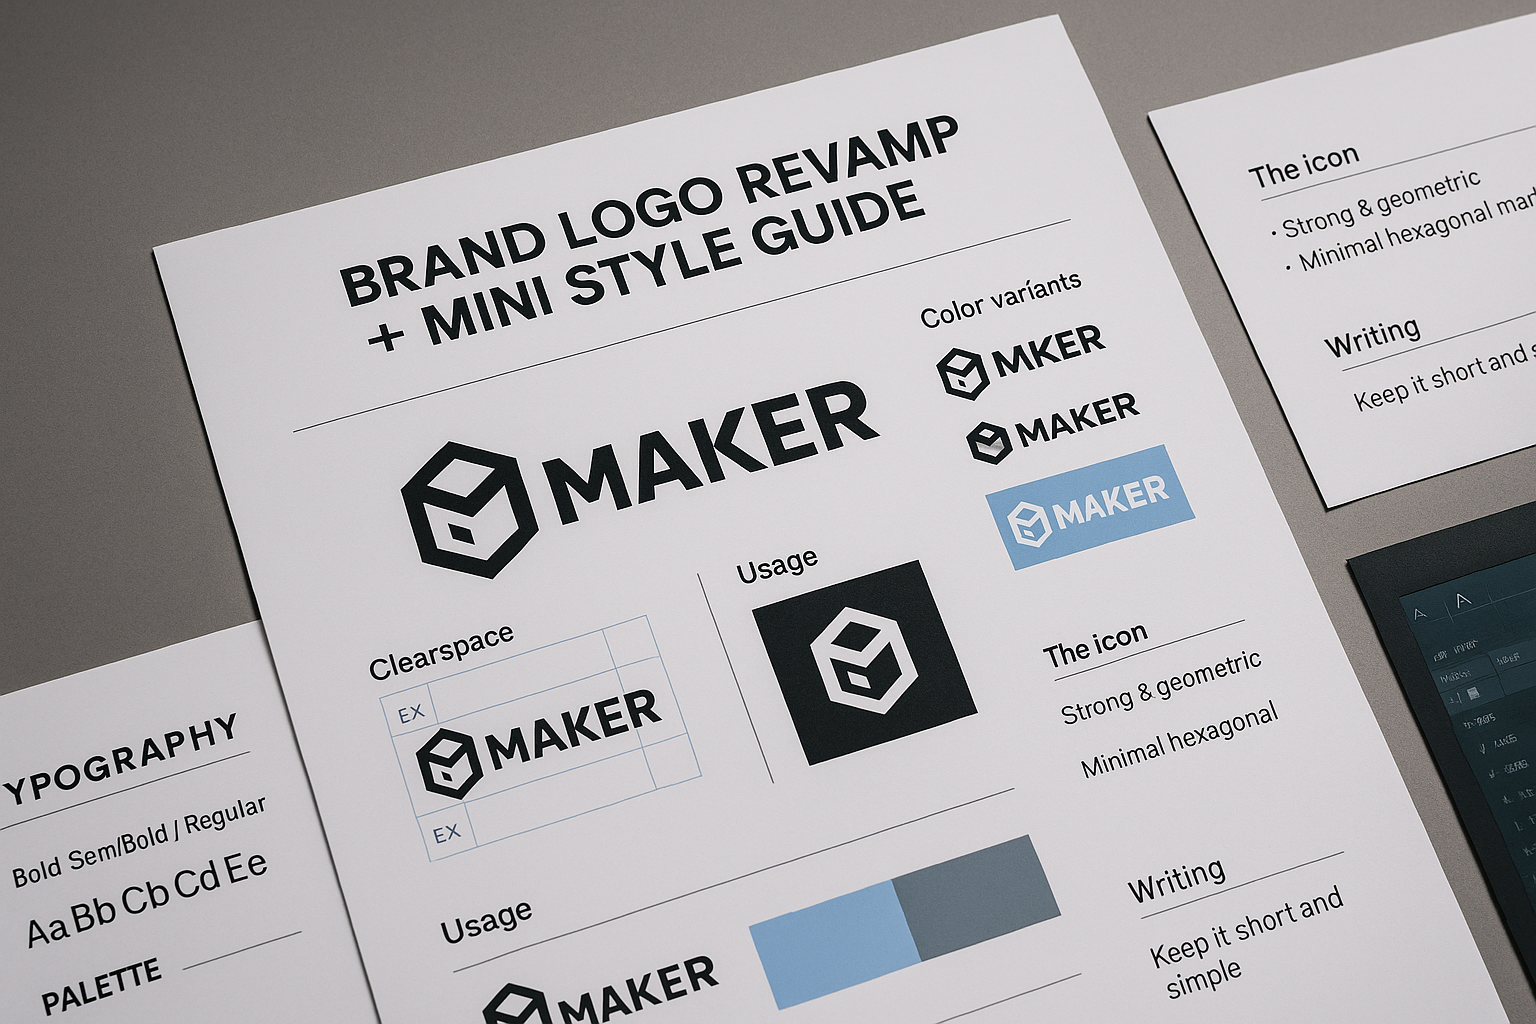 BRAND LOGO REVAMP
+ MINI STYLE GUIDE
MAKER
Color varíants
MKER
MAKER
MAKER
Clearspace
EX
MAKER
EX
Usage
The icon
Strong & geometric
Minimal hexagonal
Usage
MAKER
Writing
Keep it short and
simple
YPOGRAPHY
Bold Sem/Bold / Regular
Aa Bb Cb Cd Ee
PALETTE
The icon
• Strong & geometric
• Minimal hexagonal
Writing
Keep it short and
A A